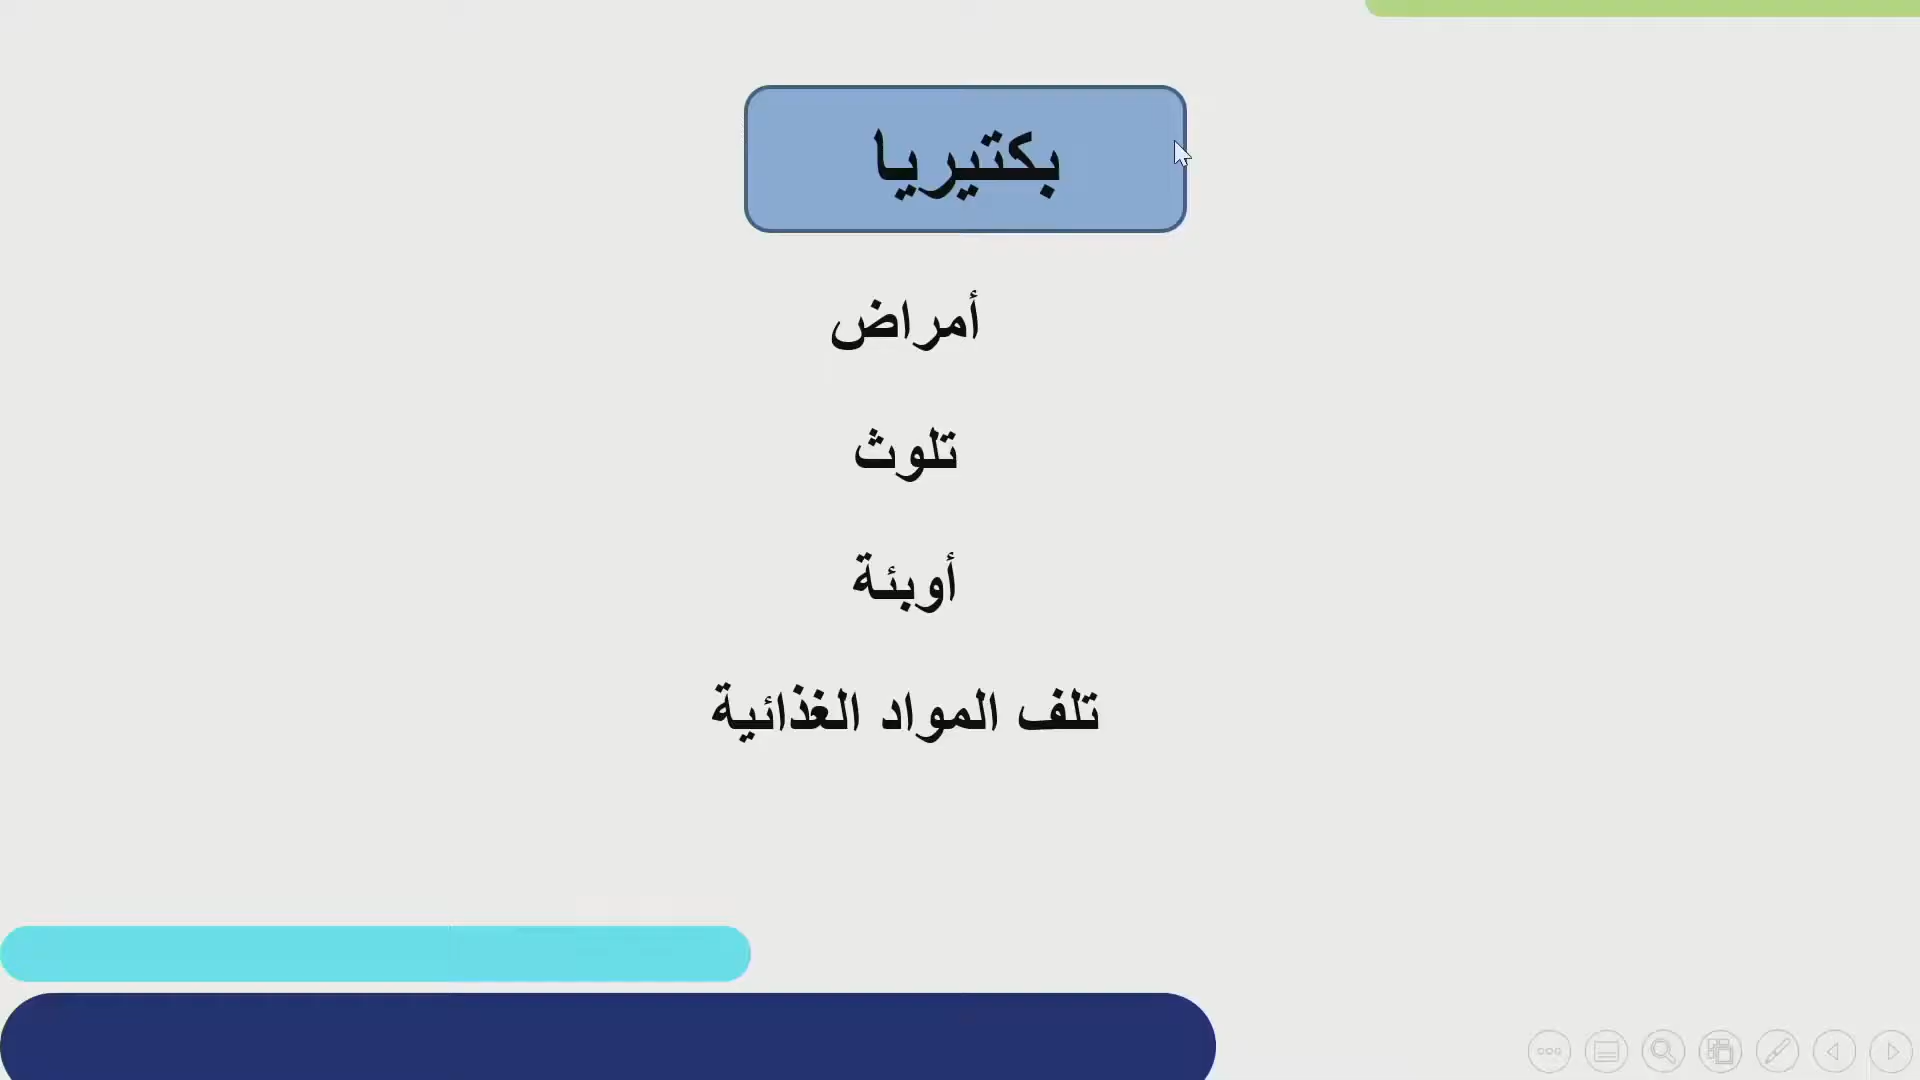 بكتيريا
أمراض
تلوث
أوبئة
تلف المواد الغذائية